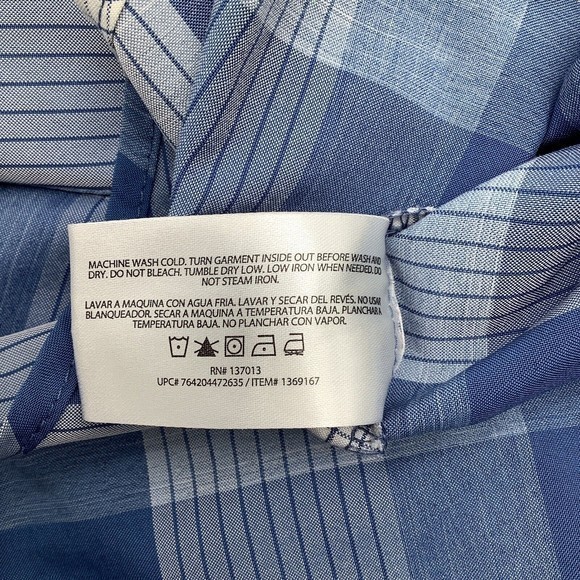 MACHINE WASH COLD. TURN GARMENT INSIDE OUT BEFORE WASH AND
DRY. DO NOT BLEACH. TUMBLE DRY LOW. LOW IRON WHEN NEEDED. DO
NOT STEAM IRON.
LAVAR A MAQUINA CON AGUA FRIA. LAVAR Y SECAR DEL REVÉS. NO USAR
BLANQUEADOR. SECAR A MAQUINA A TEMPERATURA BAJA. PLANCHAR A
TEMPERATURA BAJA. NO PLANCHAR CON VAPOR.
RN# 137013
UPC# 764204472635 / ITEM# 1369167